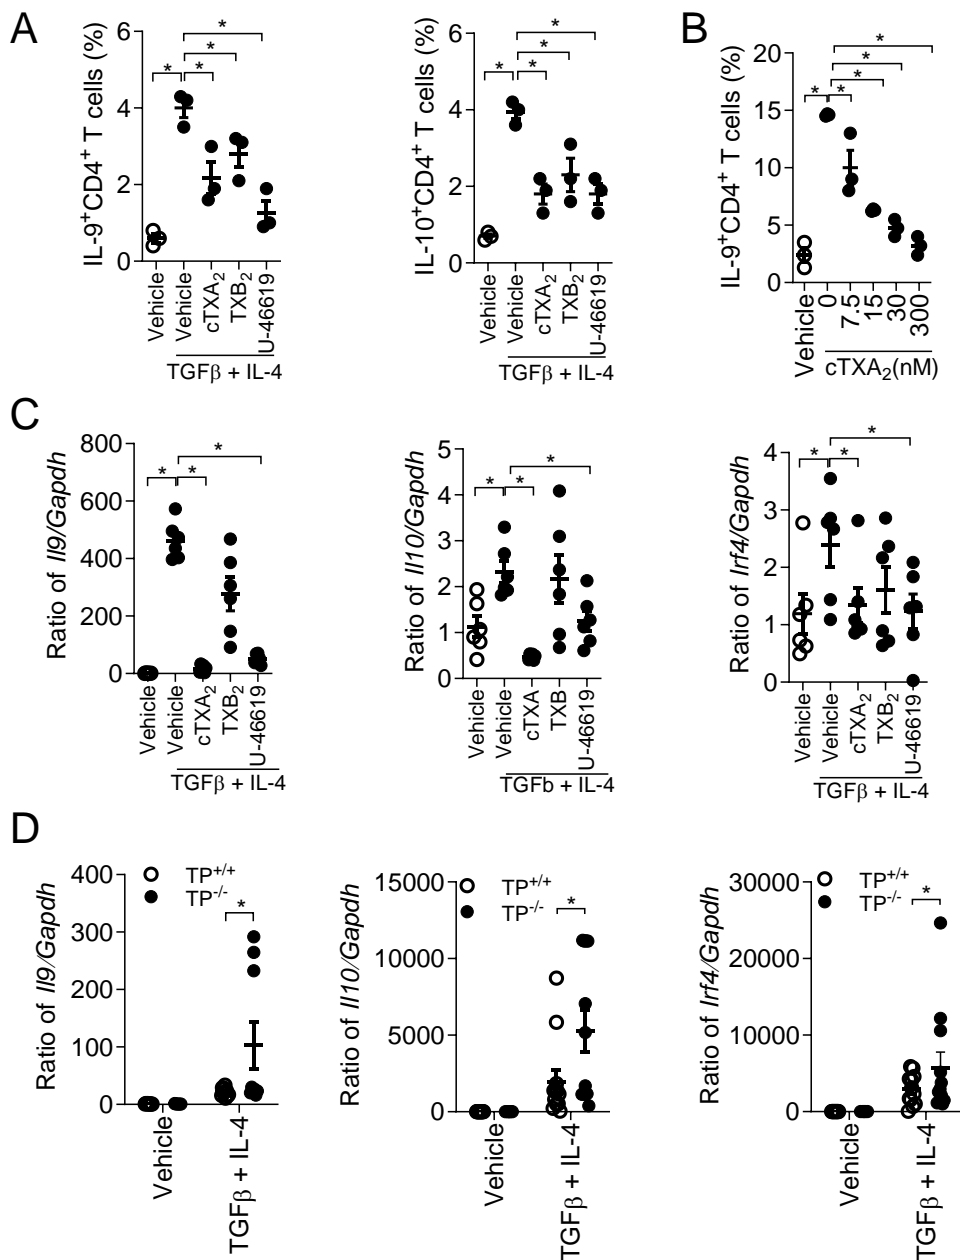 A
B
IL-9+CD4+ T cells (%)
6
4
2
0
* * * *
Vehicle
Vehicle
cTXA2
TXB2
U-46619
TGFβ + IL-4
IL-10+CD4+ T cells (%)
6
4
2
0
* * * *
Vehicle
Vehicle
cTXA2
TXB2
U-46619
TGFβ + IL-4
IL-9+CD4+ T cells (%)
20
15
10
5
0
* * * * *
Vehicle
0
7.5
15
30
300
cTXA2(nM)
C
Ratio of Il9/Gapdh
800
600
400
200
0
* * *
Vehicle
Vehicle
cTXA2
TXB2
U-46619
TGFβ + IL-4
Ratio of Il10/Gapdh
5
4
3
2
1
0
* * *
Vehicle
Vehicle
cTXA
TXB
U-46619
TGFb + IL-4
Ratio of Irf4/Gapdh
4
3
2
1
0
* * *
Vehicle
Vehicle
cTXA2
TXB2
U-46619
TGFβ + IL-4
D
Ratio of Il9/Gapdh
400
300
200
100
0
TP+/+
TP-/-
*
Vehicle
TGFβ + IL-4
Ratio of Il10/Gapdh
15000
10000
5000
0
TP+/+
TP-/-
*
Vehicle
TGFβ + IL-4
Ratio of Irf4/Gapdh
30000
20000
10000
0
TP+/+
TP-/-
*
Vehicle
TGFβ + IL-4